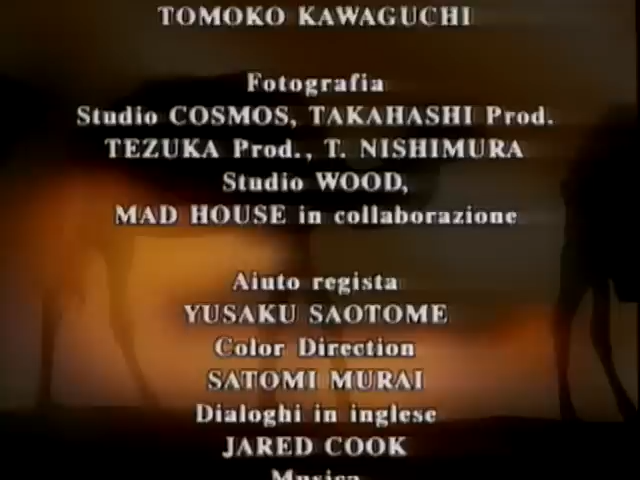 TOMOKO KAWAGUCHI
Fotografia
Studio COSMOS, TAKAHASHI Prod.
TEZUKA Prod., T. NISHIMURA
Studio WOOD,
MAD HOUSE in collaborazione
Aiuto regista
YUSAKU SAOTOME
Color Direction
SATOMI MURAI
Dialoghi in inglese
JARED COOK
Musica